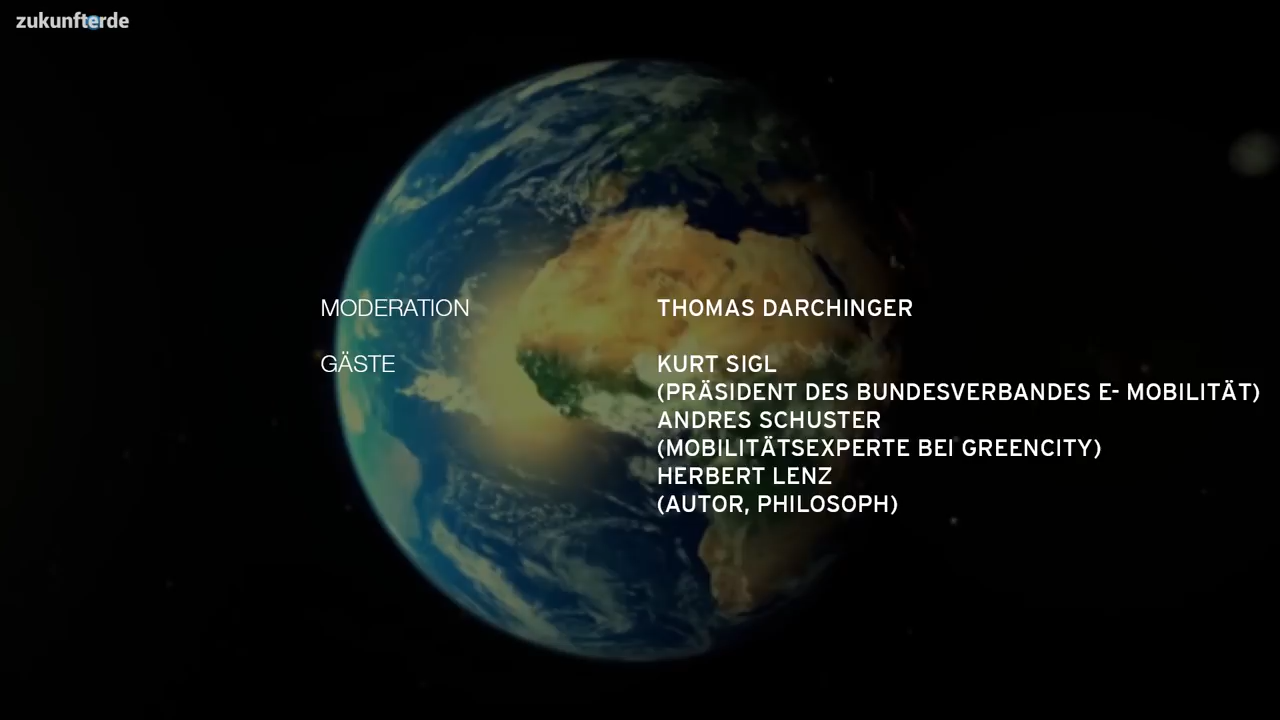 zukunfterde
MODERATION THOMAS DARCHINGER
GÄSTE KURT SIGL
(PRÄSIDENT DES BUNDESVERBANDES E- MOBILITÄT)
ANDRES SCHUSTER
(MOBILITÄTSEXPERTE BEI GREENCITY)
HERBERT LENZ
(AUTOR, PHILOSOPH)